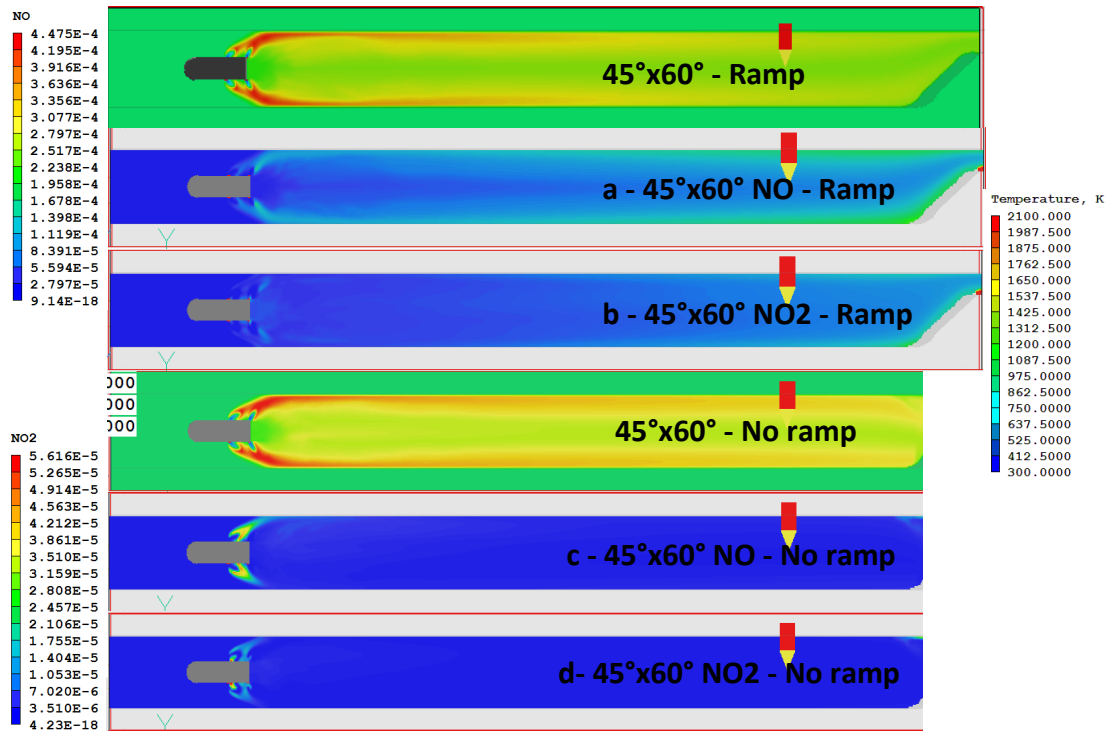 NO
4.475E-4
4.195E-4
3.916E-4
3.636E-4
3.356E-4
3.077E-4
2.797E-4
2.517E-4
2.238E-4
1.958E-4
1.678E-4
1.398E-4
1.119E-4
8.391E-5
5.594E-5
2.797E-5
9.14E-18
45°x60° - Ramp
a - 45°x60° NO - Ramp
Y
b - 45°x60° NO2 - Ramp
Y
Temperature, K
2100.000
1987.500
1875.000
1762.500
1650.000
1537.500
1425.000
1312.500
1200.000
1087.500
975.0000
862.5000
750.0000
637.5000
525.0000
412.5000
300.0000
000
000
000
45°x60° - No ramp
NO2
5.616E-5
5.265E-5
4.914E-5
4.563E-5
4.212E-5
3.861E-5
3.510E-5
3.159E-5
2.808E-5
2.457E-5
2.106E-5
1.755E-5
1.404E-5
1.053E-5
7.020E-6
3.510E-6
4.23E-18
c - 45°x60° NO - No ramp
Y
d- 45°x60° NO2 - No ramp
Y